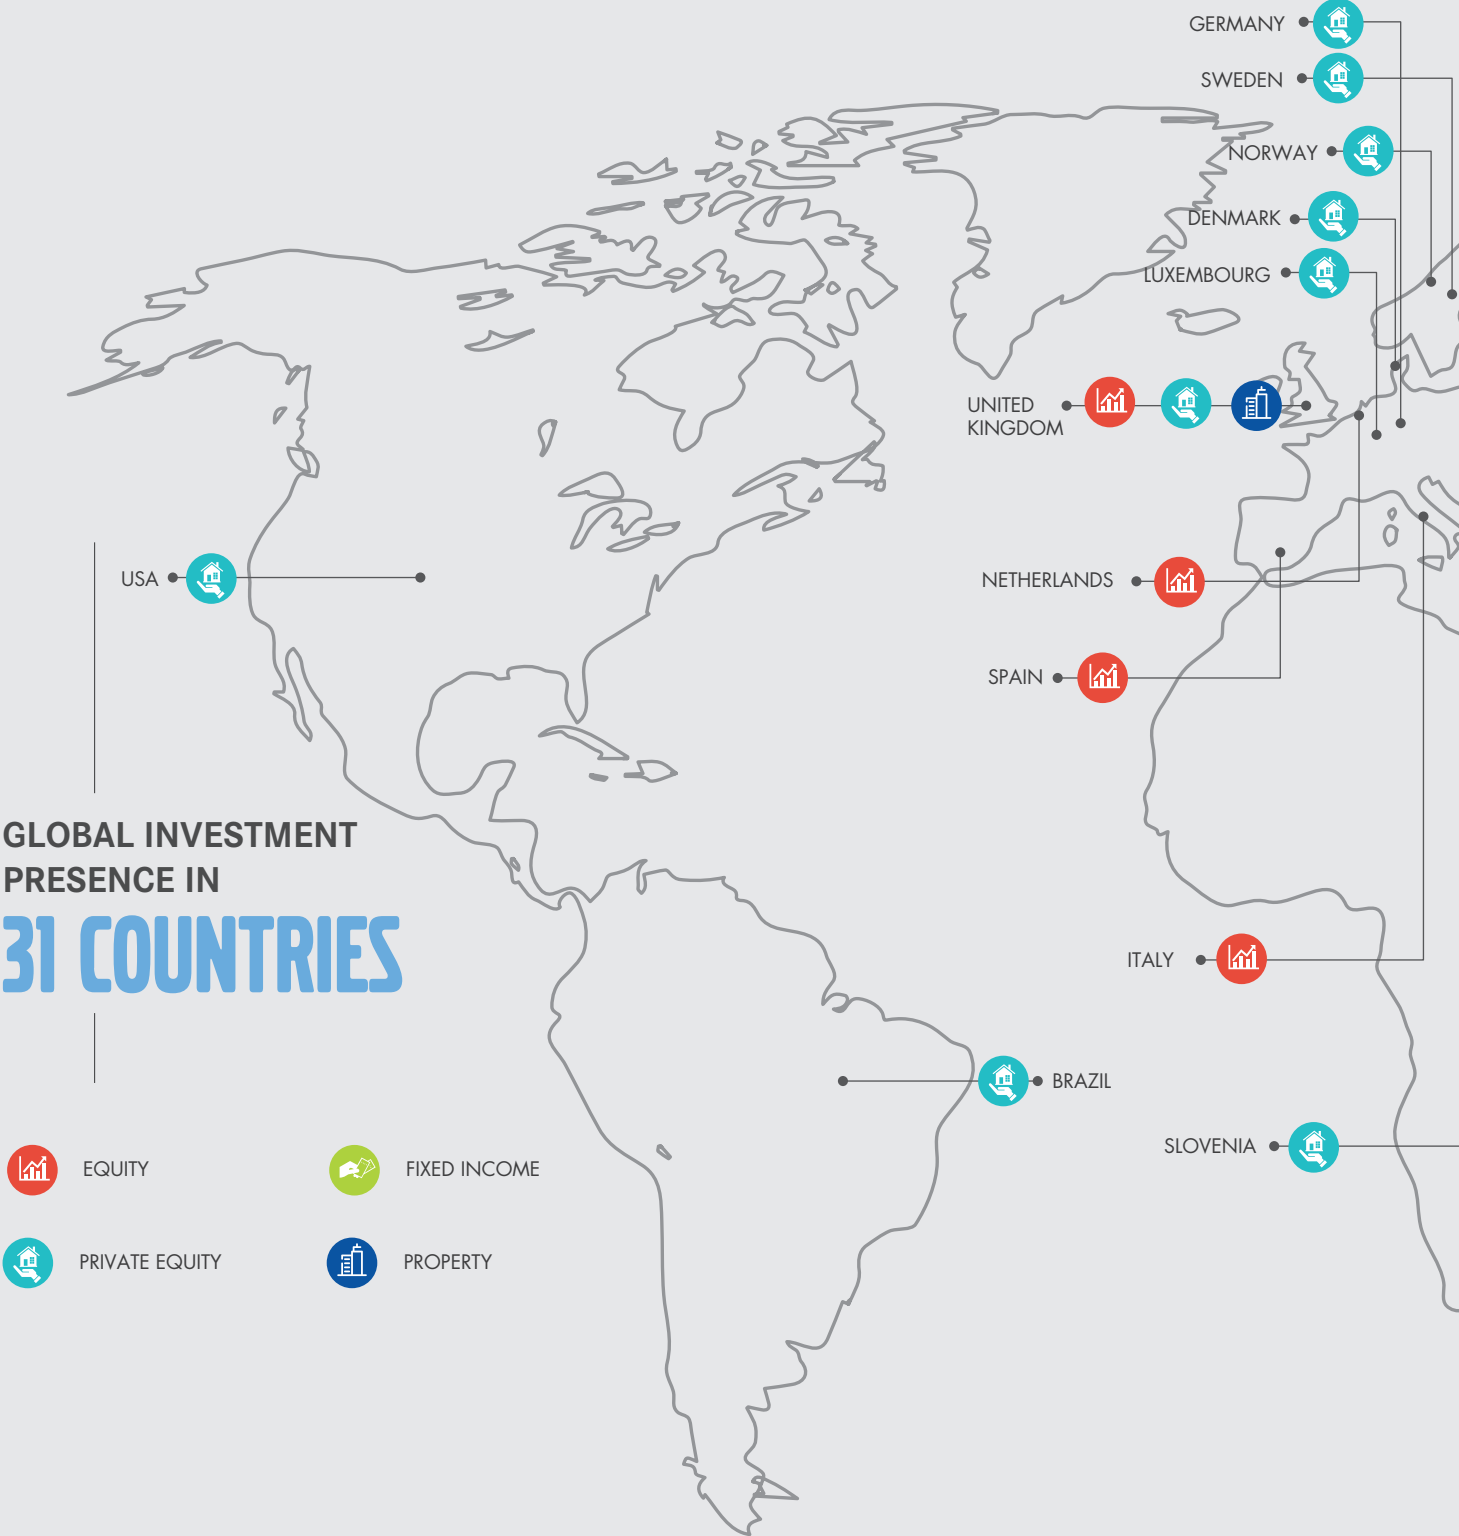 GERMANY
SWEDEN
NORWAY
DENMARK
LUXEMBOURG
UNITED
KINGDOM
USA
NETHERLANDS
SPAIN
GLOBAL INVESTMENT
PRESENCE IN
31 COUNTRIES
ITALY
BRAZIL
SLOVENIA
EQUITY
FIXED INCOME
PRIVATE EQUITY
PROPERTY